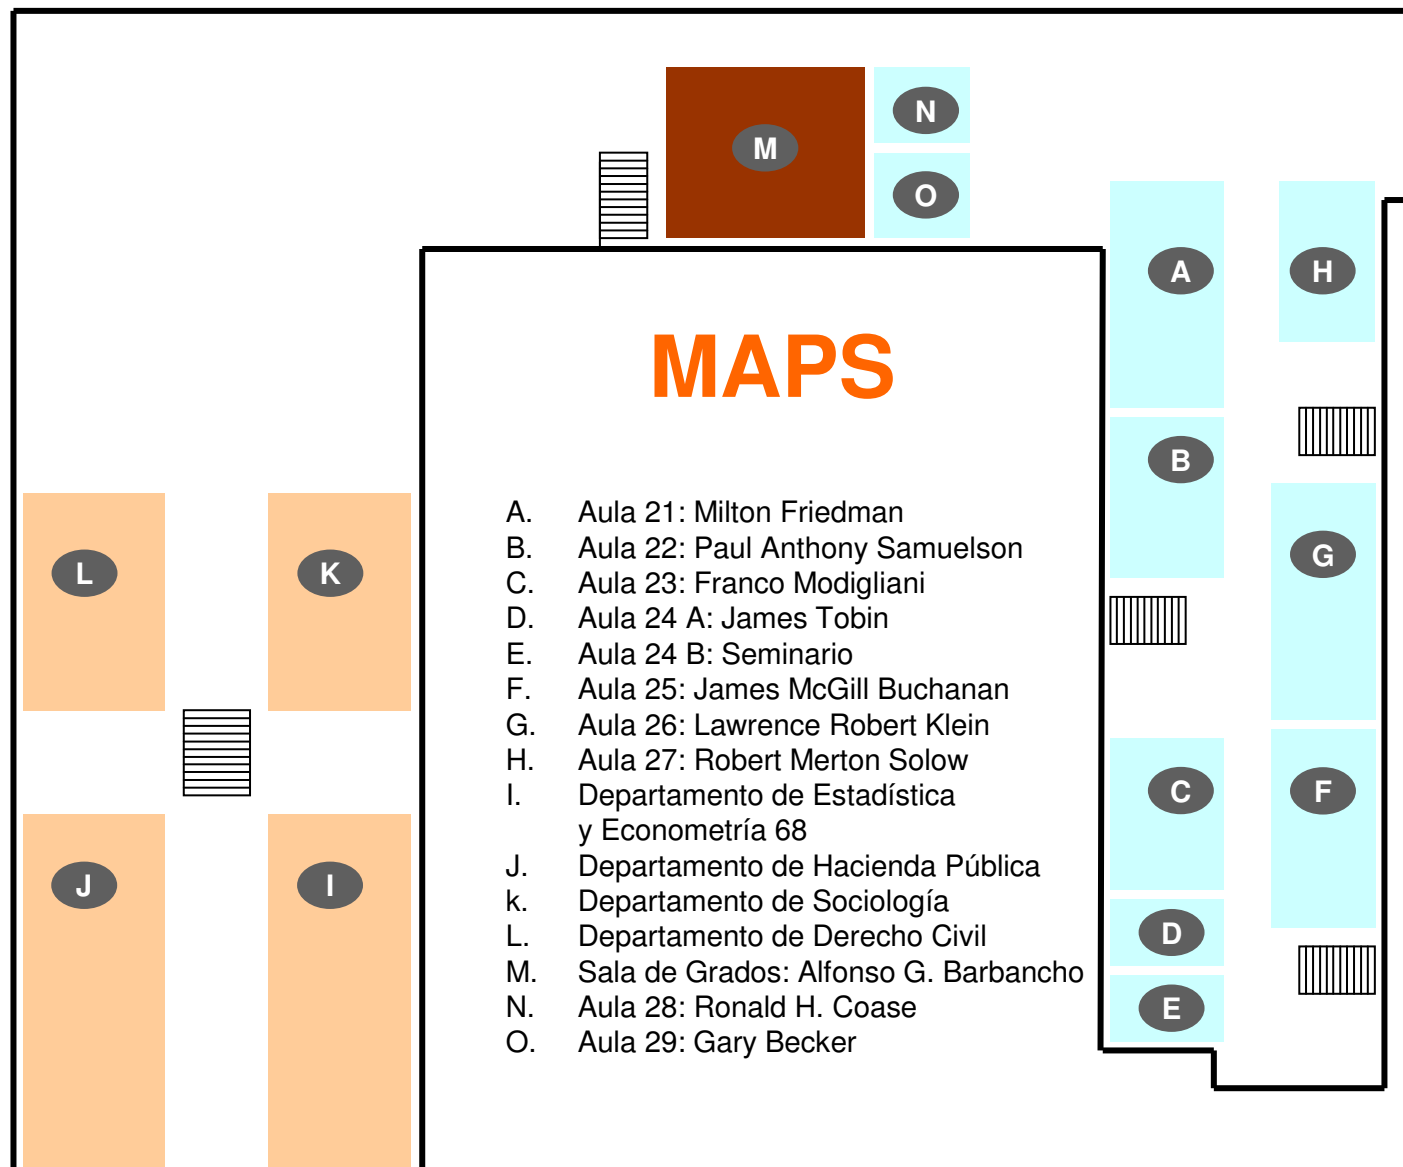 N
M
O
A
H
MAPS
B
G
L
K
C
F
J
I
D
E
A. Aula 21: Milton Friedman
B. Aula 22: Paul Anthony Samuelson
C. Aula 23: Franco Modigliani
D. Aula 24 A: James Tobin
E. Aula 24 B: Seminario
F. Aula 25: James McGill Buchanan
G. Aula 26: Lawrence Robert Klein
H. Aula 27: Robert Merton Solow
I. Departamento de Estadística
y Econometría 68
J. Departamento de Hacienda Pública
k. Departamento de Sociología
L. Departamento de Derecho Civil
M. Sala de Grados: Alfonso G. Barbancho
N. Aula 28: Ronald H. Coase
O. Aula 29: Gary Becker